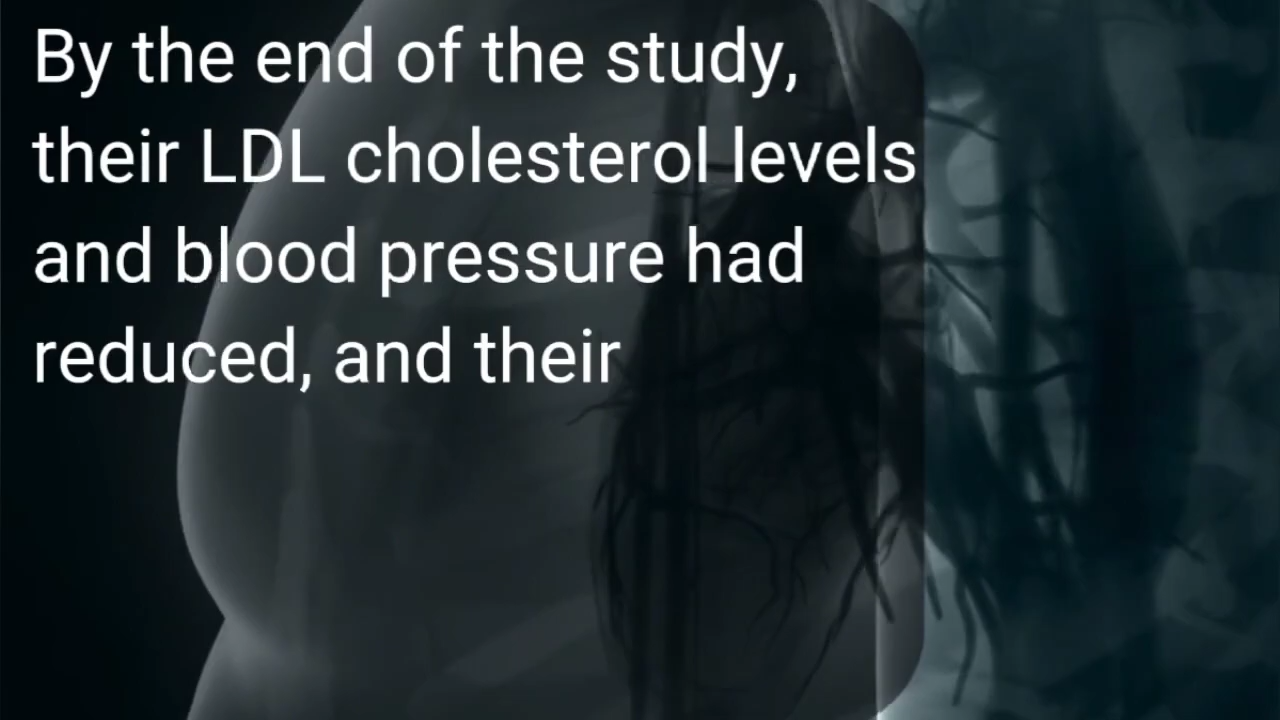 By the end of the study,
their LDL cholesterol levels
and blood pressure had
reduced, and their